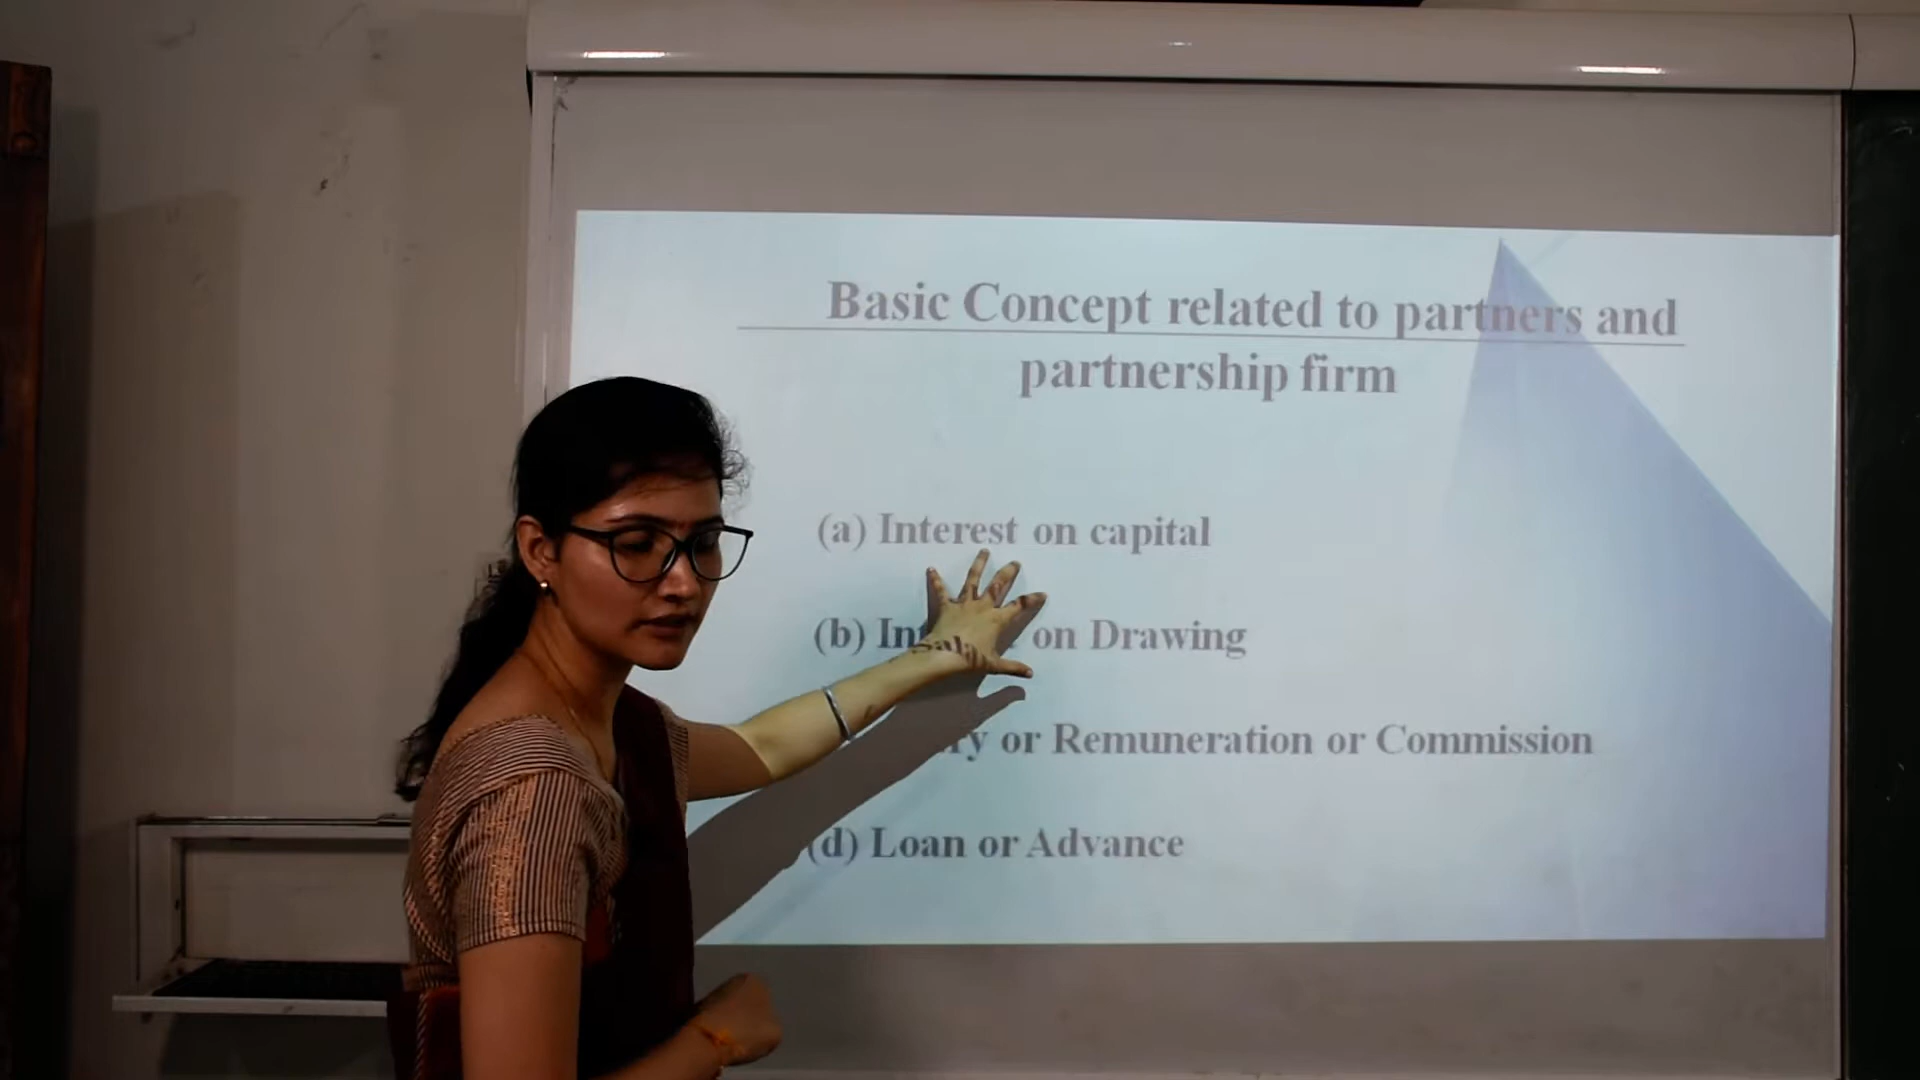 Basic Concept related to partners and
partnership firm
(a) Interest on capital
(b) on Drawing
or Remuneration or Commission
(d) Loan or Advance